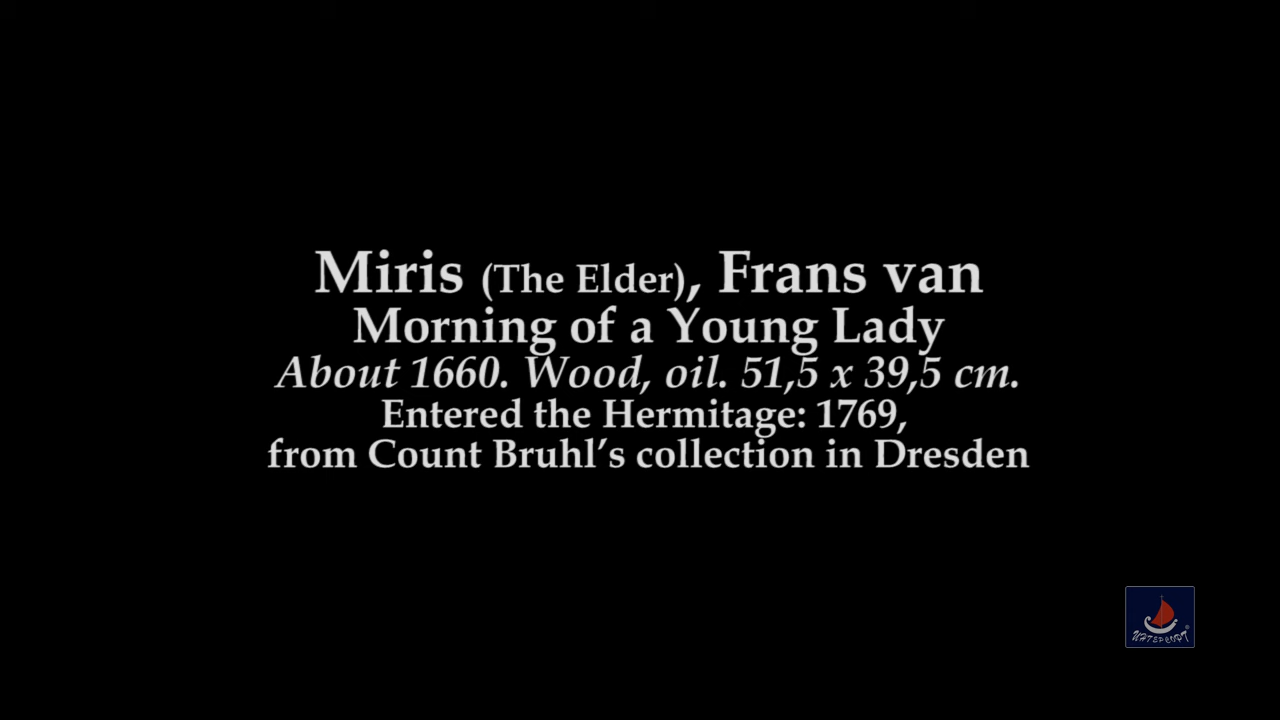 Miris (The Elder), Frans van
Morning of a Young Lady
About 1660. Wood, oil. 51,5 x 39,5 cm.
Entered the Hermitage: 1769,
from Count Bruhl’s collection in Dresden